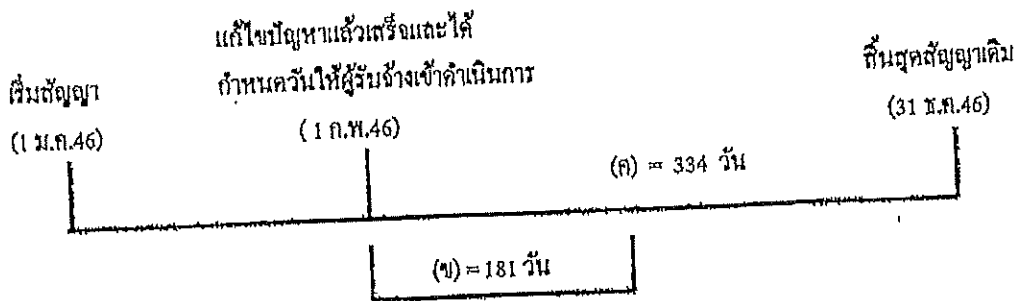 แก้ไขปัญหาแล้วเสร็จและได้
กำหนดวันให้ผู้รับจ้างเข้าดำเนินการ
(1 ก.พ.46)
เริ่มสัญญา
(1 ม.ค.46)
สิ้นสุดสัญญาเดิม
(31 ธ.ค.46)
(ค) = 334 วัน
(ข) = 181 วัน